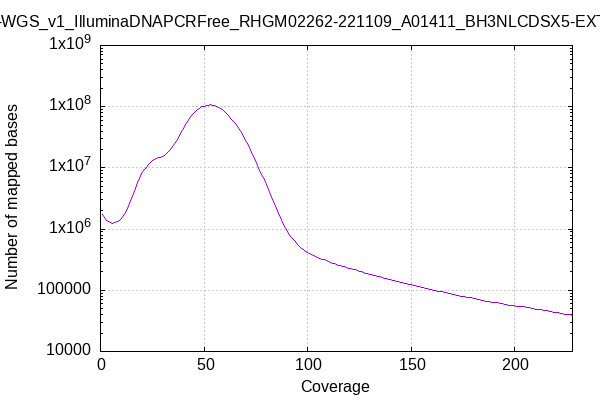 -WGS_v1_IlluminaDNAPCRFree_RHGM02262-221109_A01411_BH3NLCDSX5-EXT
1x10^9
1x10^8
1x10^7
1x10^6
100000
10000
Number of mapped bases
0 50 100 150 200
Coverage